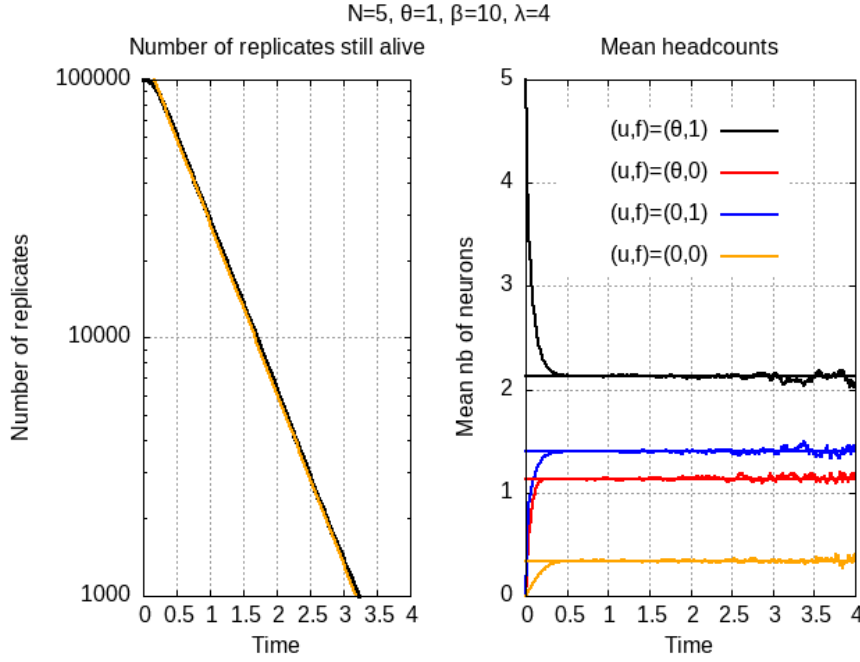 N=5, θ=1, β=10, λ=4
Number of replicates still alive
Number of replicates
100000
10000
1000
0 0.5 1 1.5 2 2.5 3 3.5 4
Time
Mean headcounts
Mean nb of neurons
5
4
3
2
1
0
(u,f)=(θ,1)
(u,f)=(θ,0)
(u,f)=(0,1)
(u,f)=(0,0)
0 0.5 1 1.5 2 2.5 3 3.5 4
Time